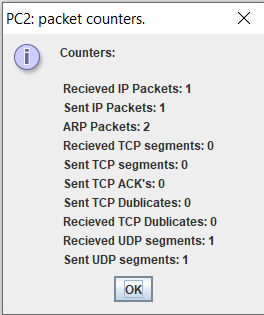 PC2: packet counters.
Counters:
Recieved IP Packets: 1
Sent IP Packets: 1
ARP Packets: 2
Recieved TCP segments: 0
Sent TCP segments: 0
Sent TCP ACK's: 0
Sent TCP Dublicates: 0
Recieved TCP Dublicates: 0
Recieved UDP segments: 1
Sent UDP segments: 1
OK